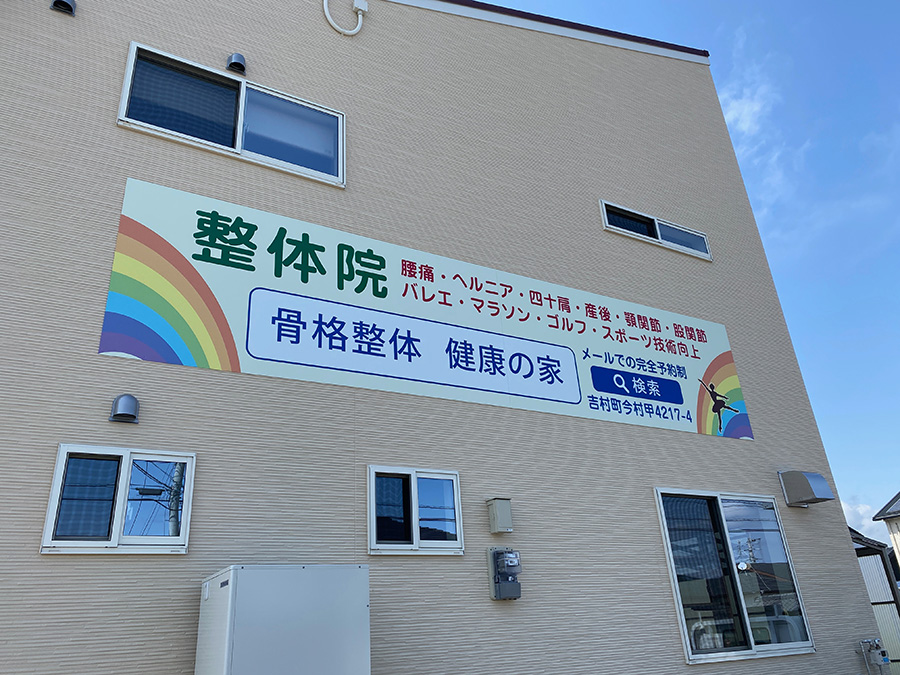 整体院
腰痛・ヘルニア・四十肩・産後・顎関節・股関節
バレエ・マラソン・ゴルフ・スポーツ技術向上
骨格整体 健康の家
メールでの完全予約制
検索
吉村町今村甲4217-4